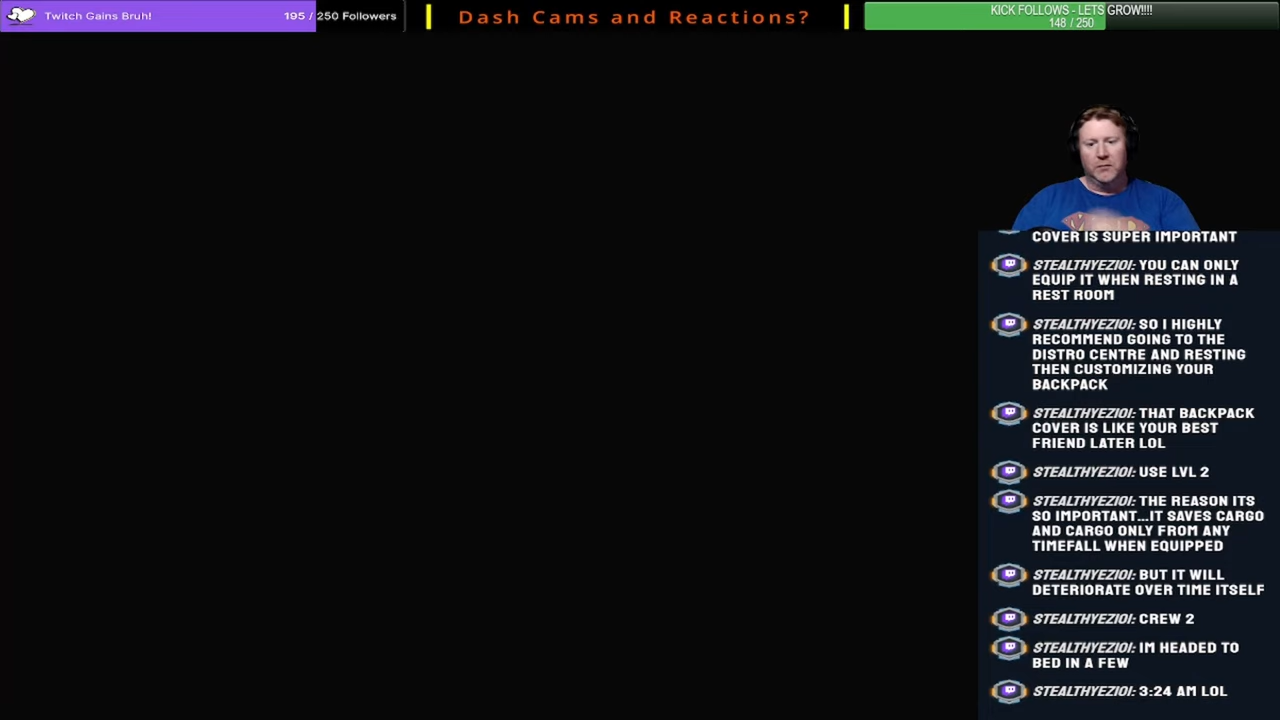 Twitch Gains Bruh!
195 / 250 Followers
Dash Cams and Reactions?
KICK FOLLOWS - LETS GROW!!!!
148 / 250
COVER IS SUPER IMPORTANT
STEALTHYEZIO1: YOU CAN ONLY
EQUIP IT WHEN RESTING IN A
REST ROOM
STEALTHYEZIO1: SO I HIGHLY
RECOMMEND GOING TO THE
DISTRO CENTRE AND RESTING
THEN CUSTOMIZING YOUR
BACKPACK
STEALTHYEZIO1: THAT BACKPACK
COVER IS LIKE YOUR BEST
FRIEND LATER LOL
STEALTHYEZIO1: USE LVL 2
STEALTHYEZIO1: THE REASON ITS
SO IMPORTANT...IT SAVES CARGO
AND CARGO ONLY FROM ANY
TIMEFALL WHEN EQUIPPED
STEALTHYEZIO1: BUT IT WILL
DETERIORATE OVER TIME ITSELF
STEALTHYEZIO1: CREW 2
STEALTHYEZIO1: IM HEADED TO
BED IN A FEW
STEALTHYEZIO1: 3:24 AM LOL